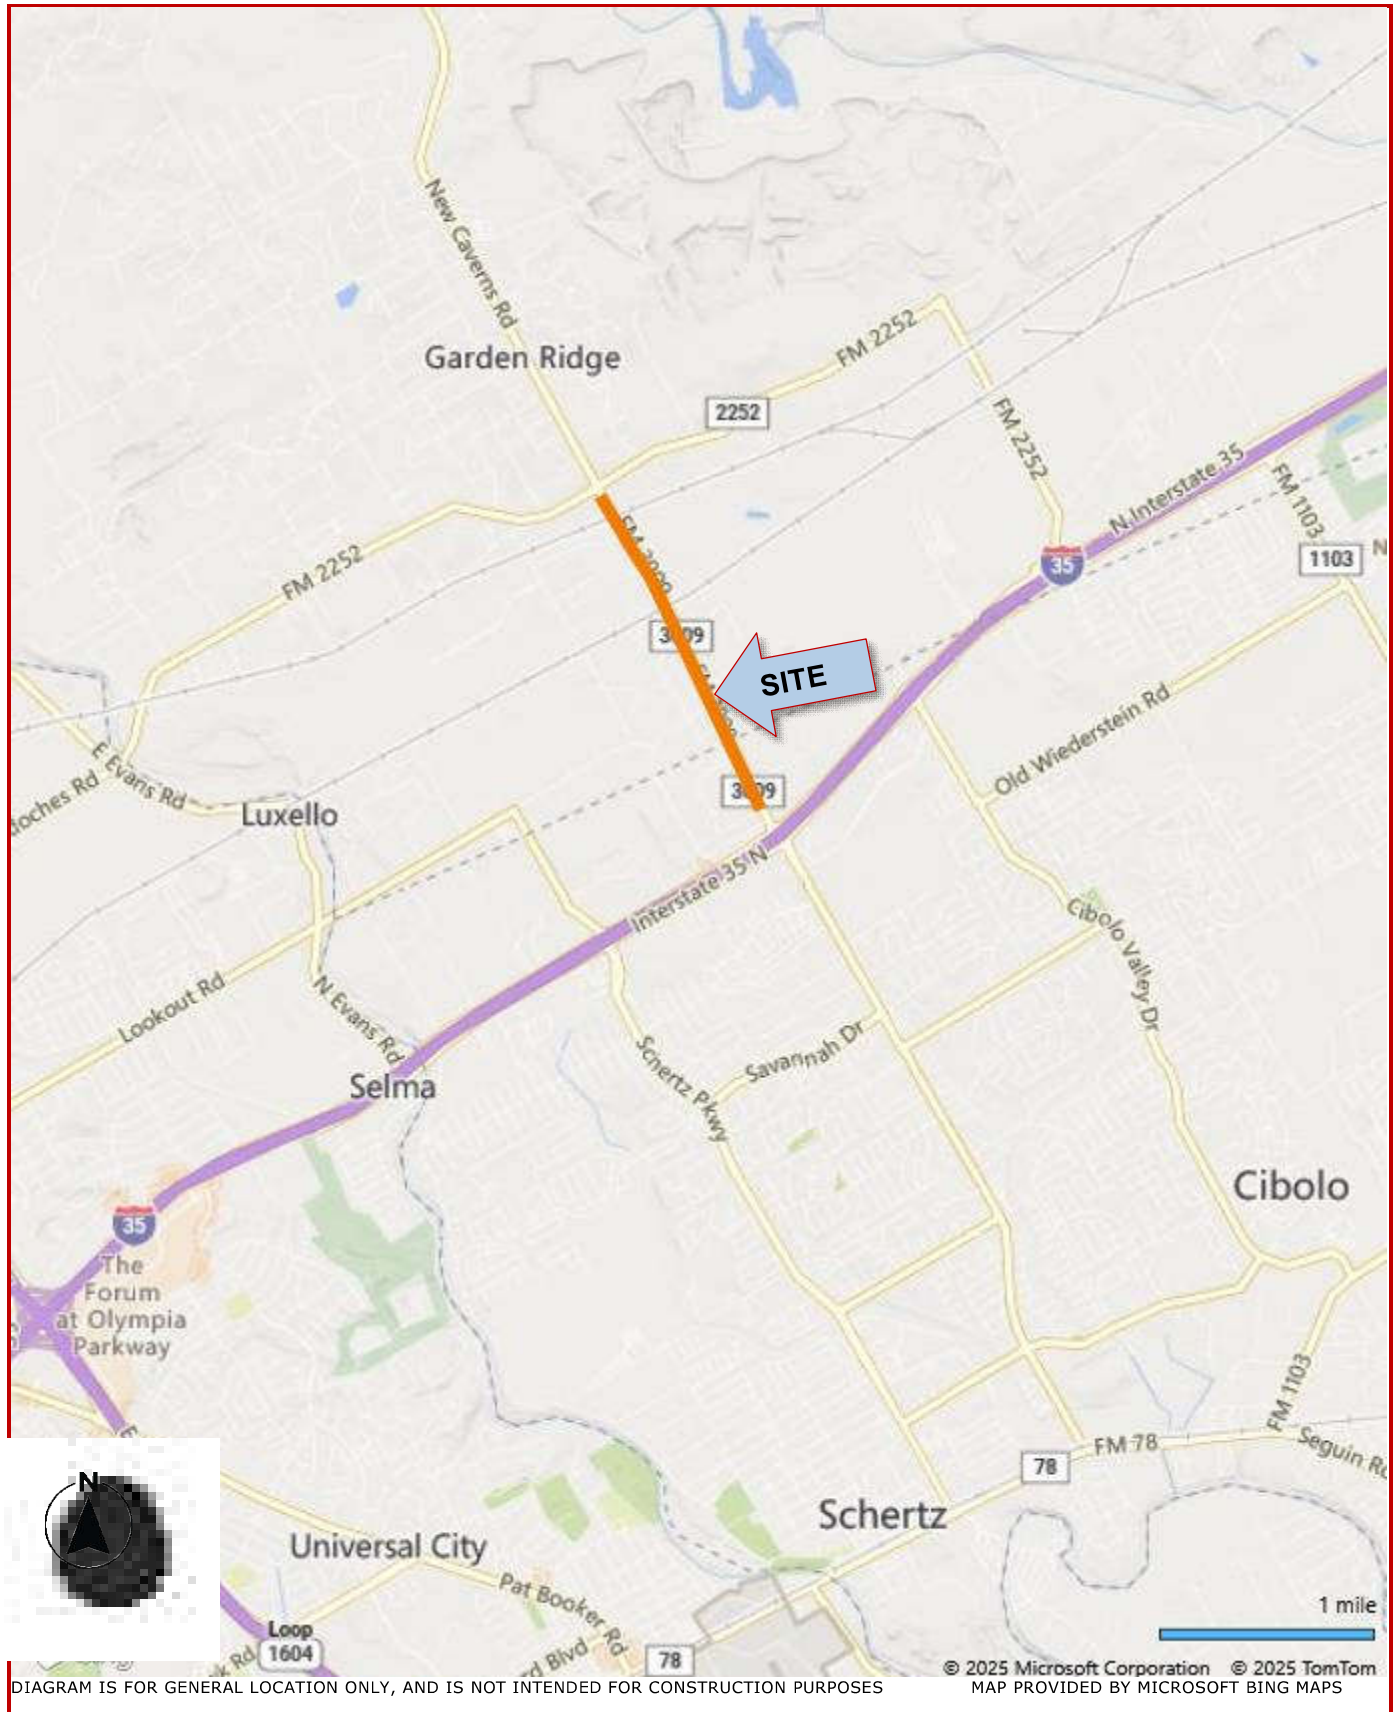 New Caverns Rd
Garden Ridge
FM 2252
2252
FM 2252
FM 2252
N Interstate 35
FM 1103
1103
N
35
FM 2252
SITE
Old Wiederstein Rd
E Evans Rd
Luxello
Interstate 35 N
Cibolo Valley Dr
Lookout Rd
N Evans Rd
Savannah Dr
Schertz Pkwy
Selma
Cibolo
35
The
Forum
at Olympia
Parkway
FM 1103
FM 78
Seguin
78
N
Schertz
Universal City
Pat Booker Rd
1 mile
Loop
1604
Rd
Blvd
78
© 2025 Microsoft Corporation © 2025 TomTom
DIAGRAM IS FOR GENERAL LOCATION ONLY, AND IS NOT INTENDED FOR CONSTRUCTION PURPOSES
MAP PROVIDED BY MICROSOFT BING MAPS